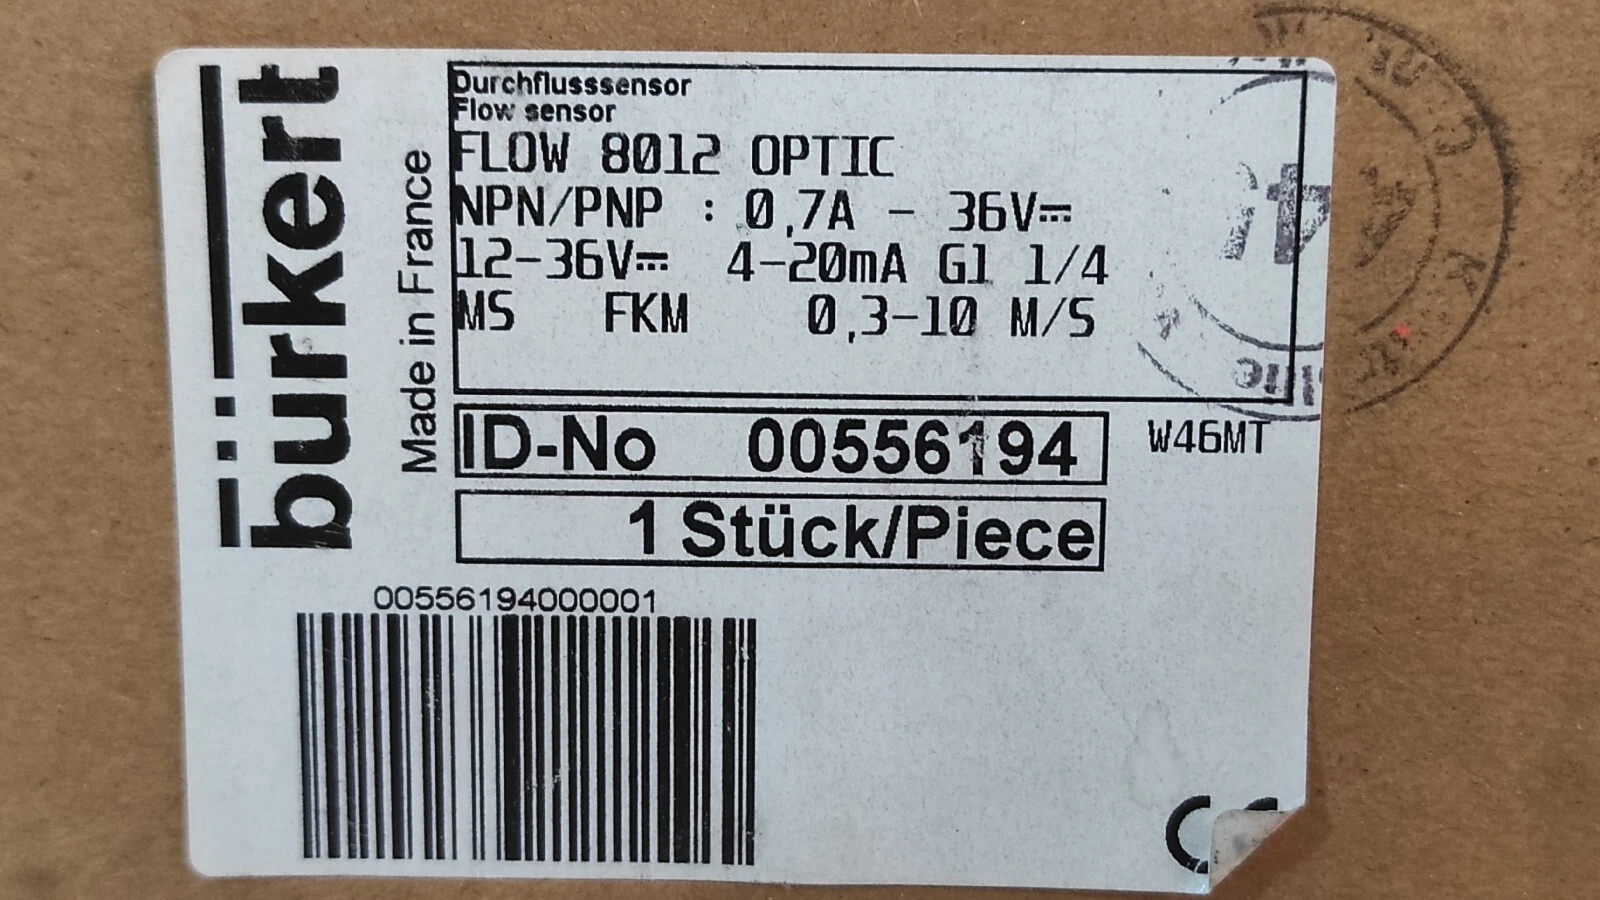 bürkert
Made in France
Durchflusssensor
Flow sensor
FLOW 8012 OPTIC
NPN/PNP : 0,7A - 36V⎓
12-36V⎓ 4-20mA G1 1/4
MS FKM 0,3-10 M/S
ID-No 00556194
W46MT
1 Stück/Piece
00556194000001